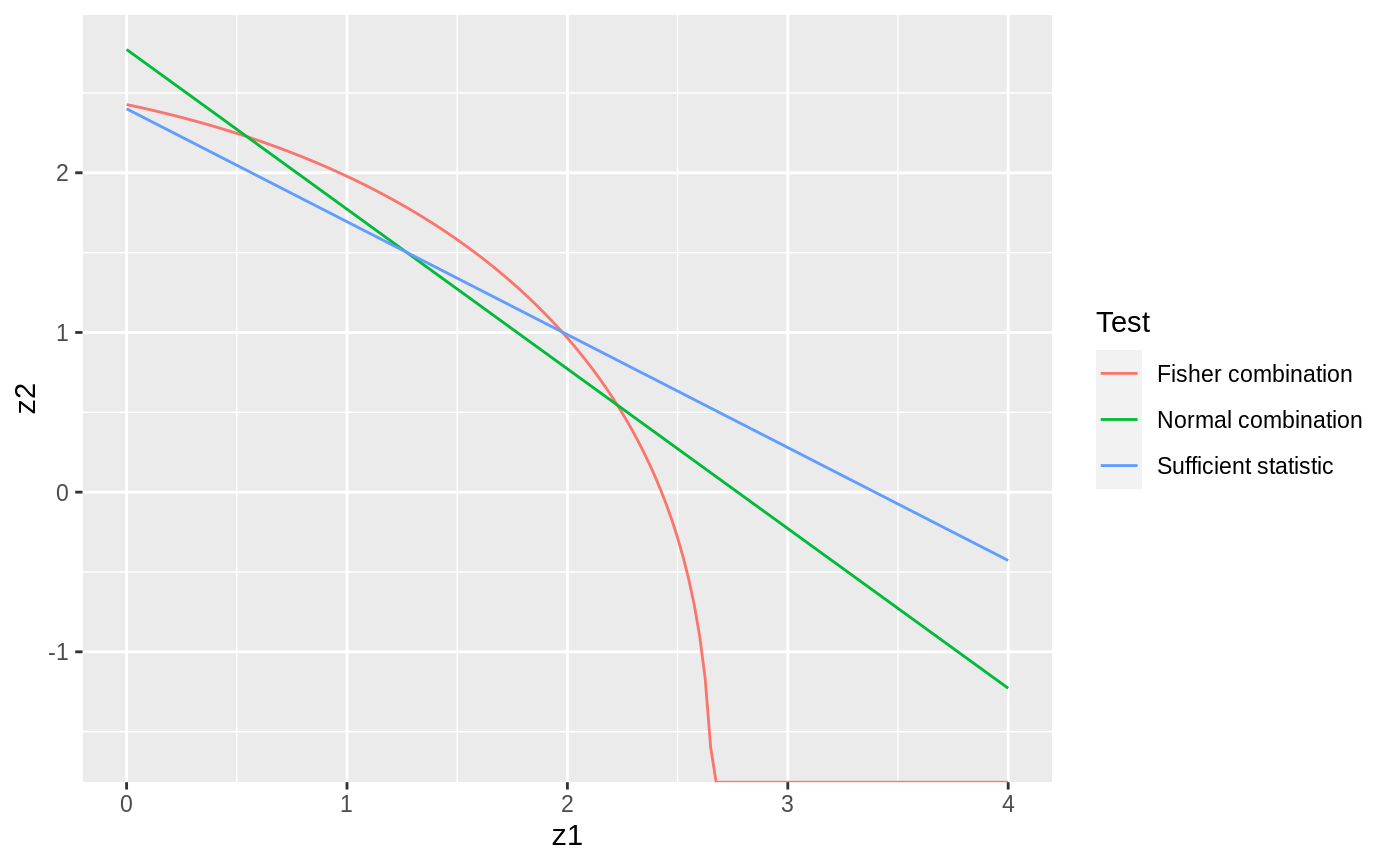 2
1
0
-1
z2
0
1
2
3
4
z1
Test
Fisher combination
Normal combination
Sufficient statistic